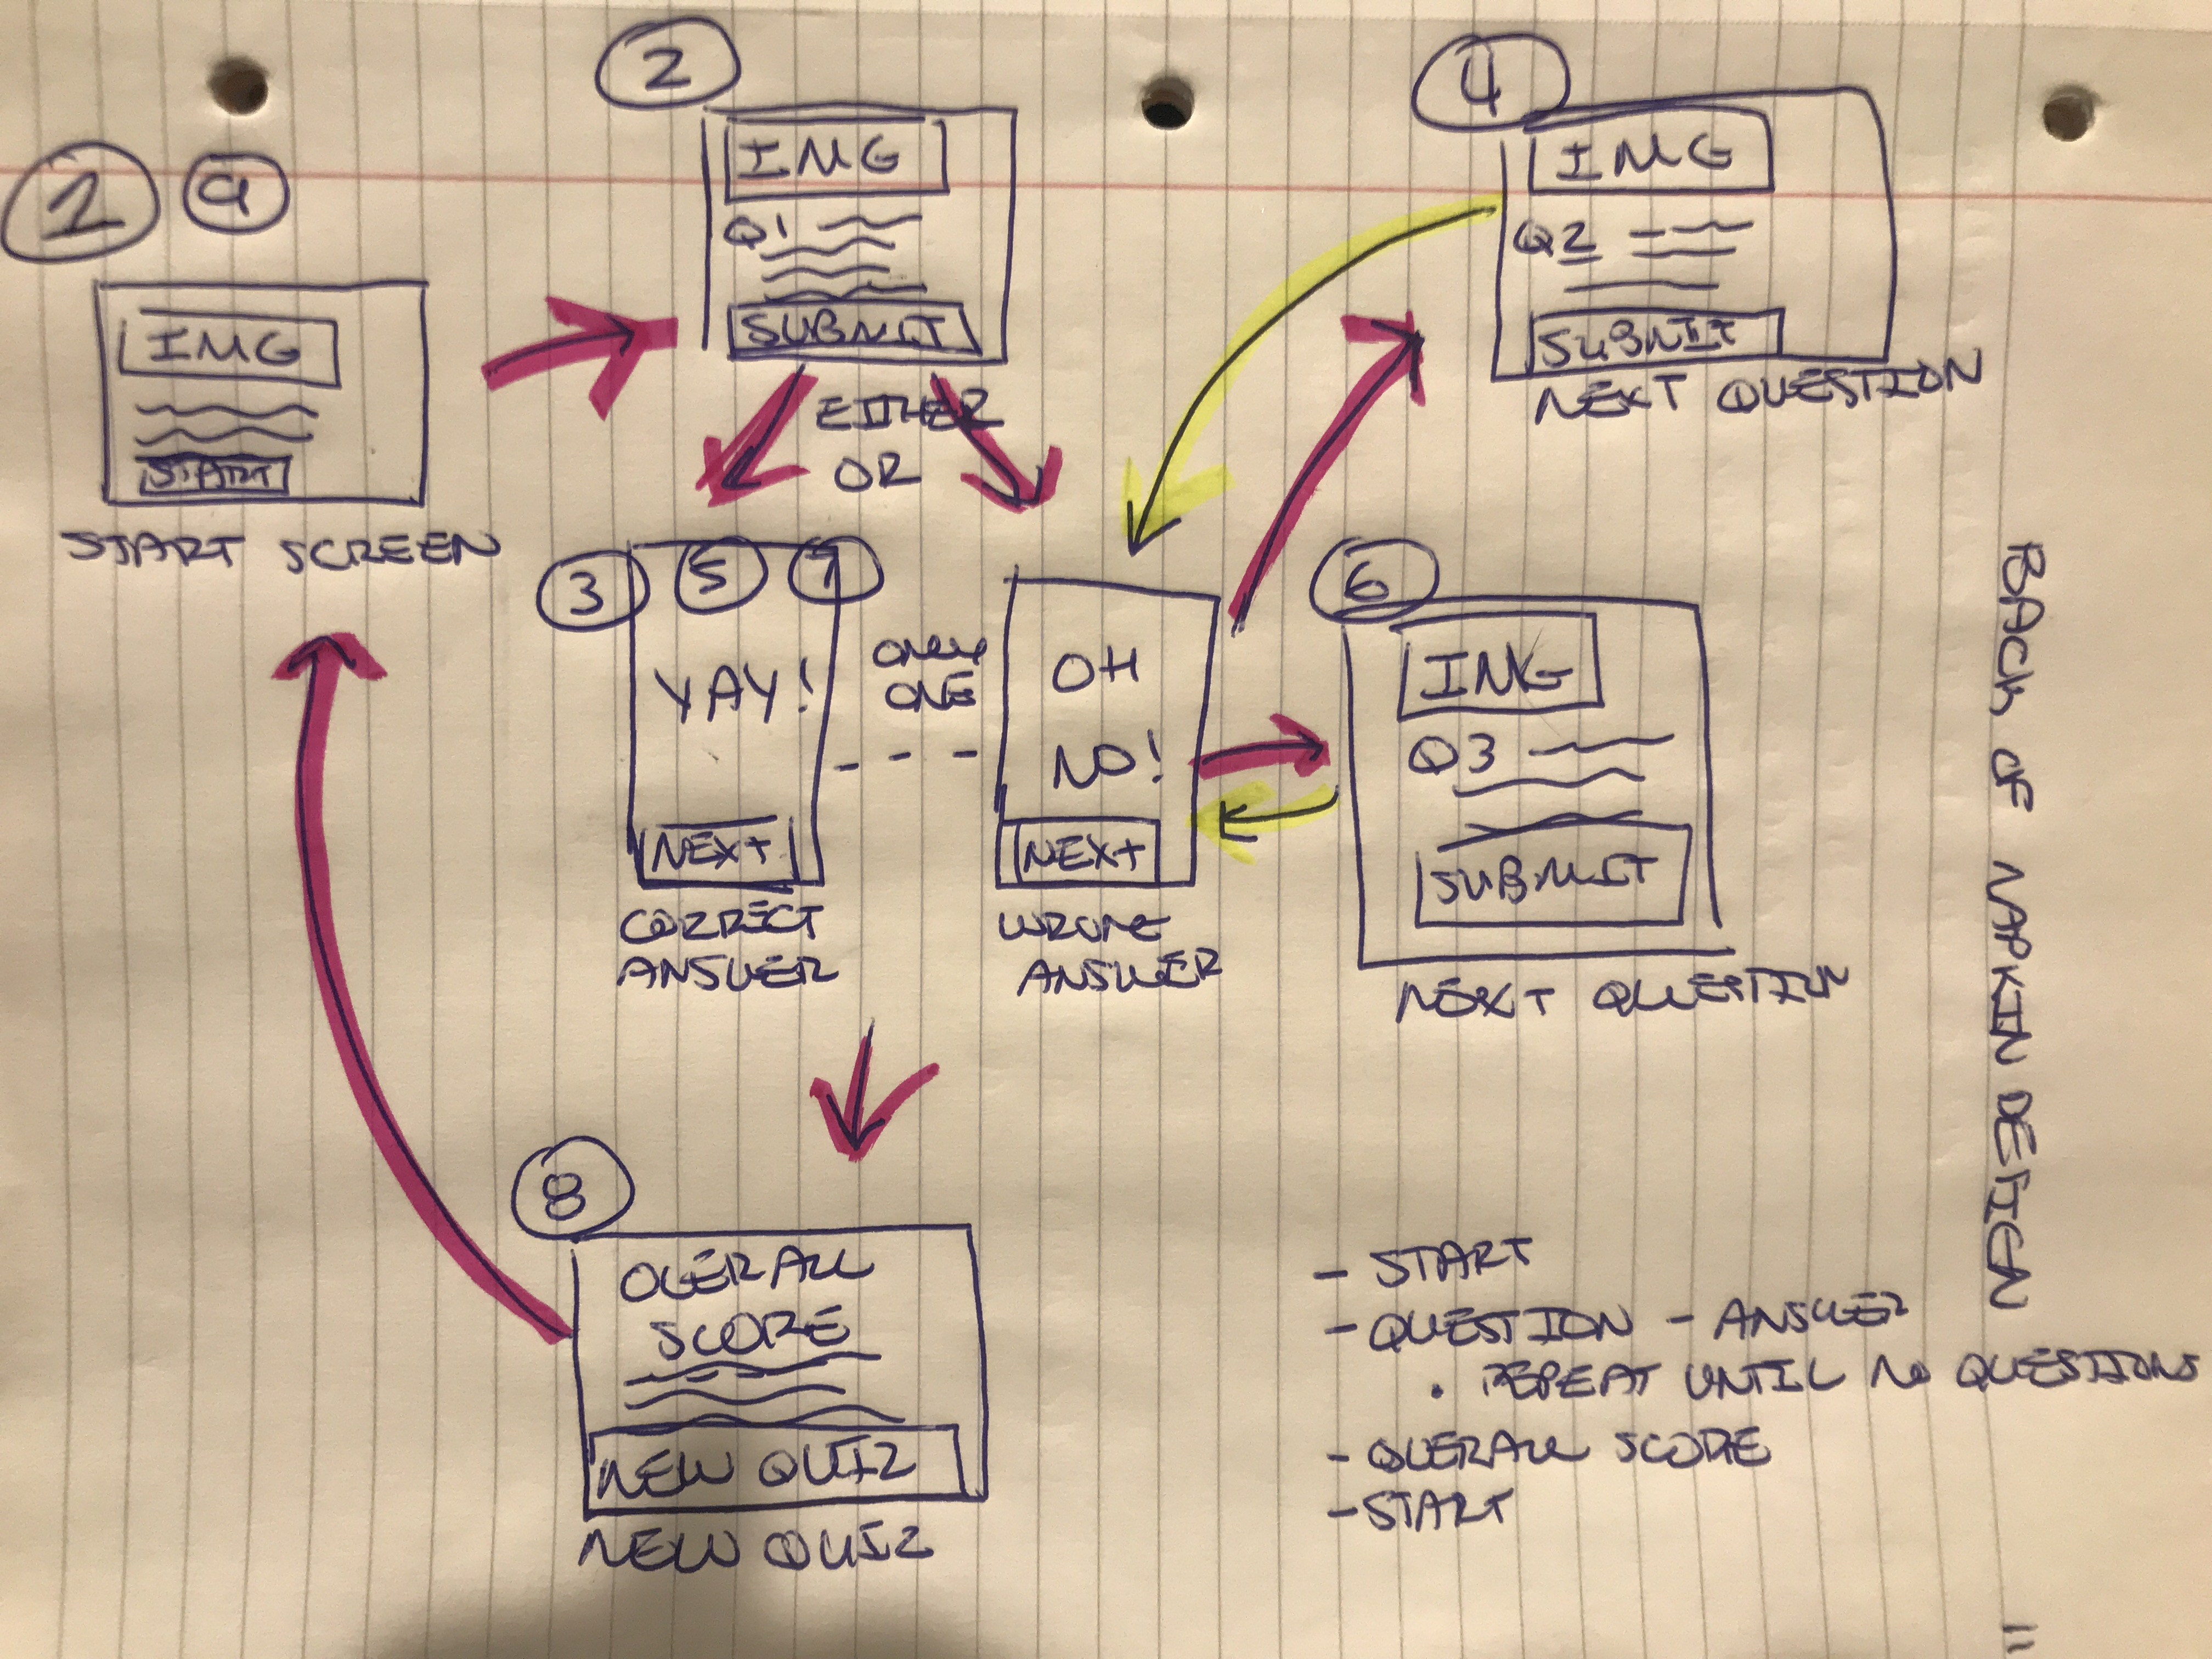 1 9
IMG
START
START SCREEN
2
IMG
Q1
SUBMIT
EITHER
OR
3 5 7
YAY!
NEXT
CORRECT
ANSWER
ONLY
ONE
OH
NO!
NEXT
WRONG
ANSWER
4
IMG
Q2
SUBMIT
NEXT QUESTION
6
IMG
Q3
SUBMIT
NEXT QUESTION
8
OVERALL
SCORE
NEW QUIZ
NEW QUIZ
- START
- QUESTION - ANSWER
• REPEAT UNTIL NO QUESTIONS
- OVERALL SCORE
- START
BACK OF NAPKIN DESIGN